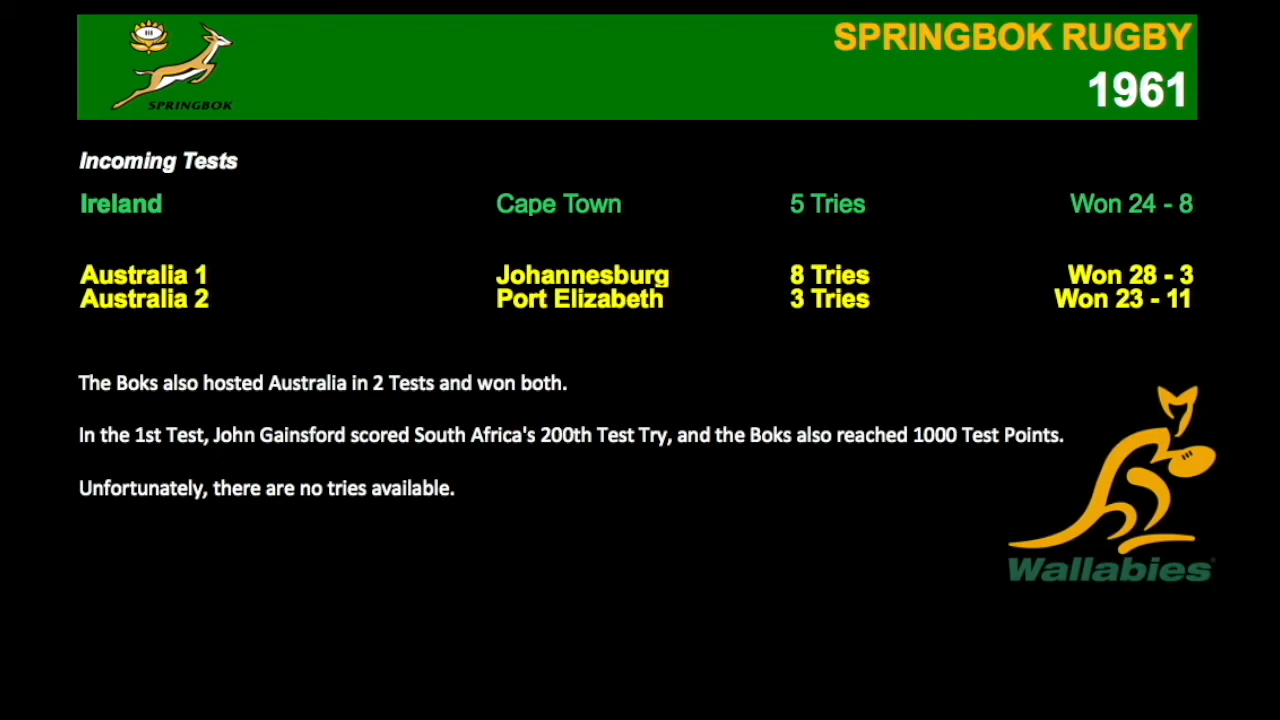 SPRINGBOK RUGBY
1961
SPRINGBOK
Incoming Tests
Ireland Cape Town 5 Tries Won 24 - 8
Australia 1 Johannesburg 8 Tries Won 28 - 3
Australia 2 Port Elizabeth 3 Tries Won 23 - 11
The Boks also hosted Australia in 2 Tests and won both.
In the 1st Test, John Gainsford scored South Africa's 200th Test Try, and the Boks also reached 1000 Test Points.
Unfortunately, there are no tries available.
Wallabies